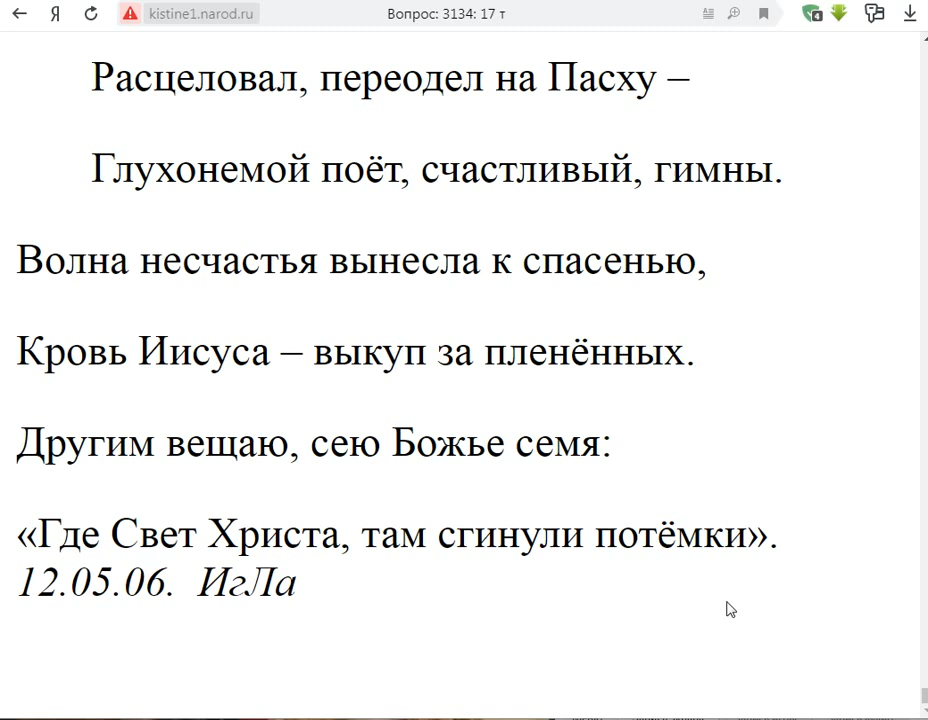 kistine1.narod.ru
Вопрос: 3134: 17 т
4
Расцеловал, переодел на Пасху –
Глухонемой поёт, счастливый, гимны.
Волна несчастья вынесла к спасенью,
Кровь Иисуса – выкуп за пленённых.
Другим вещаю, сею Божье семя:
«Где Свет Христа, там сгинули потёмки».
12.05.06. ИгЛа